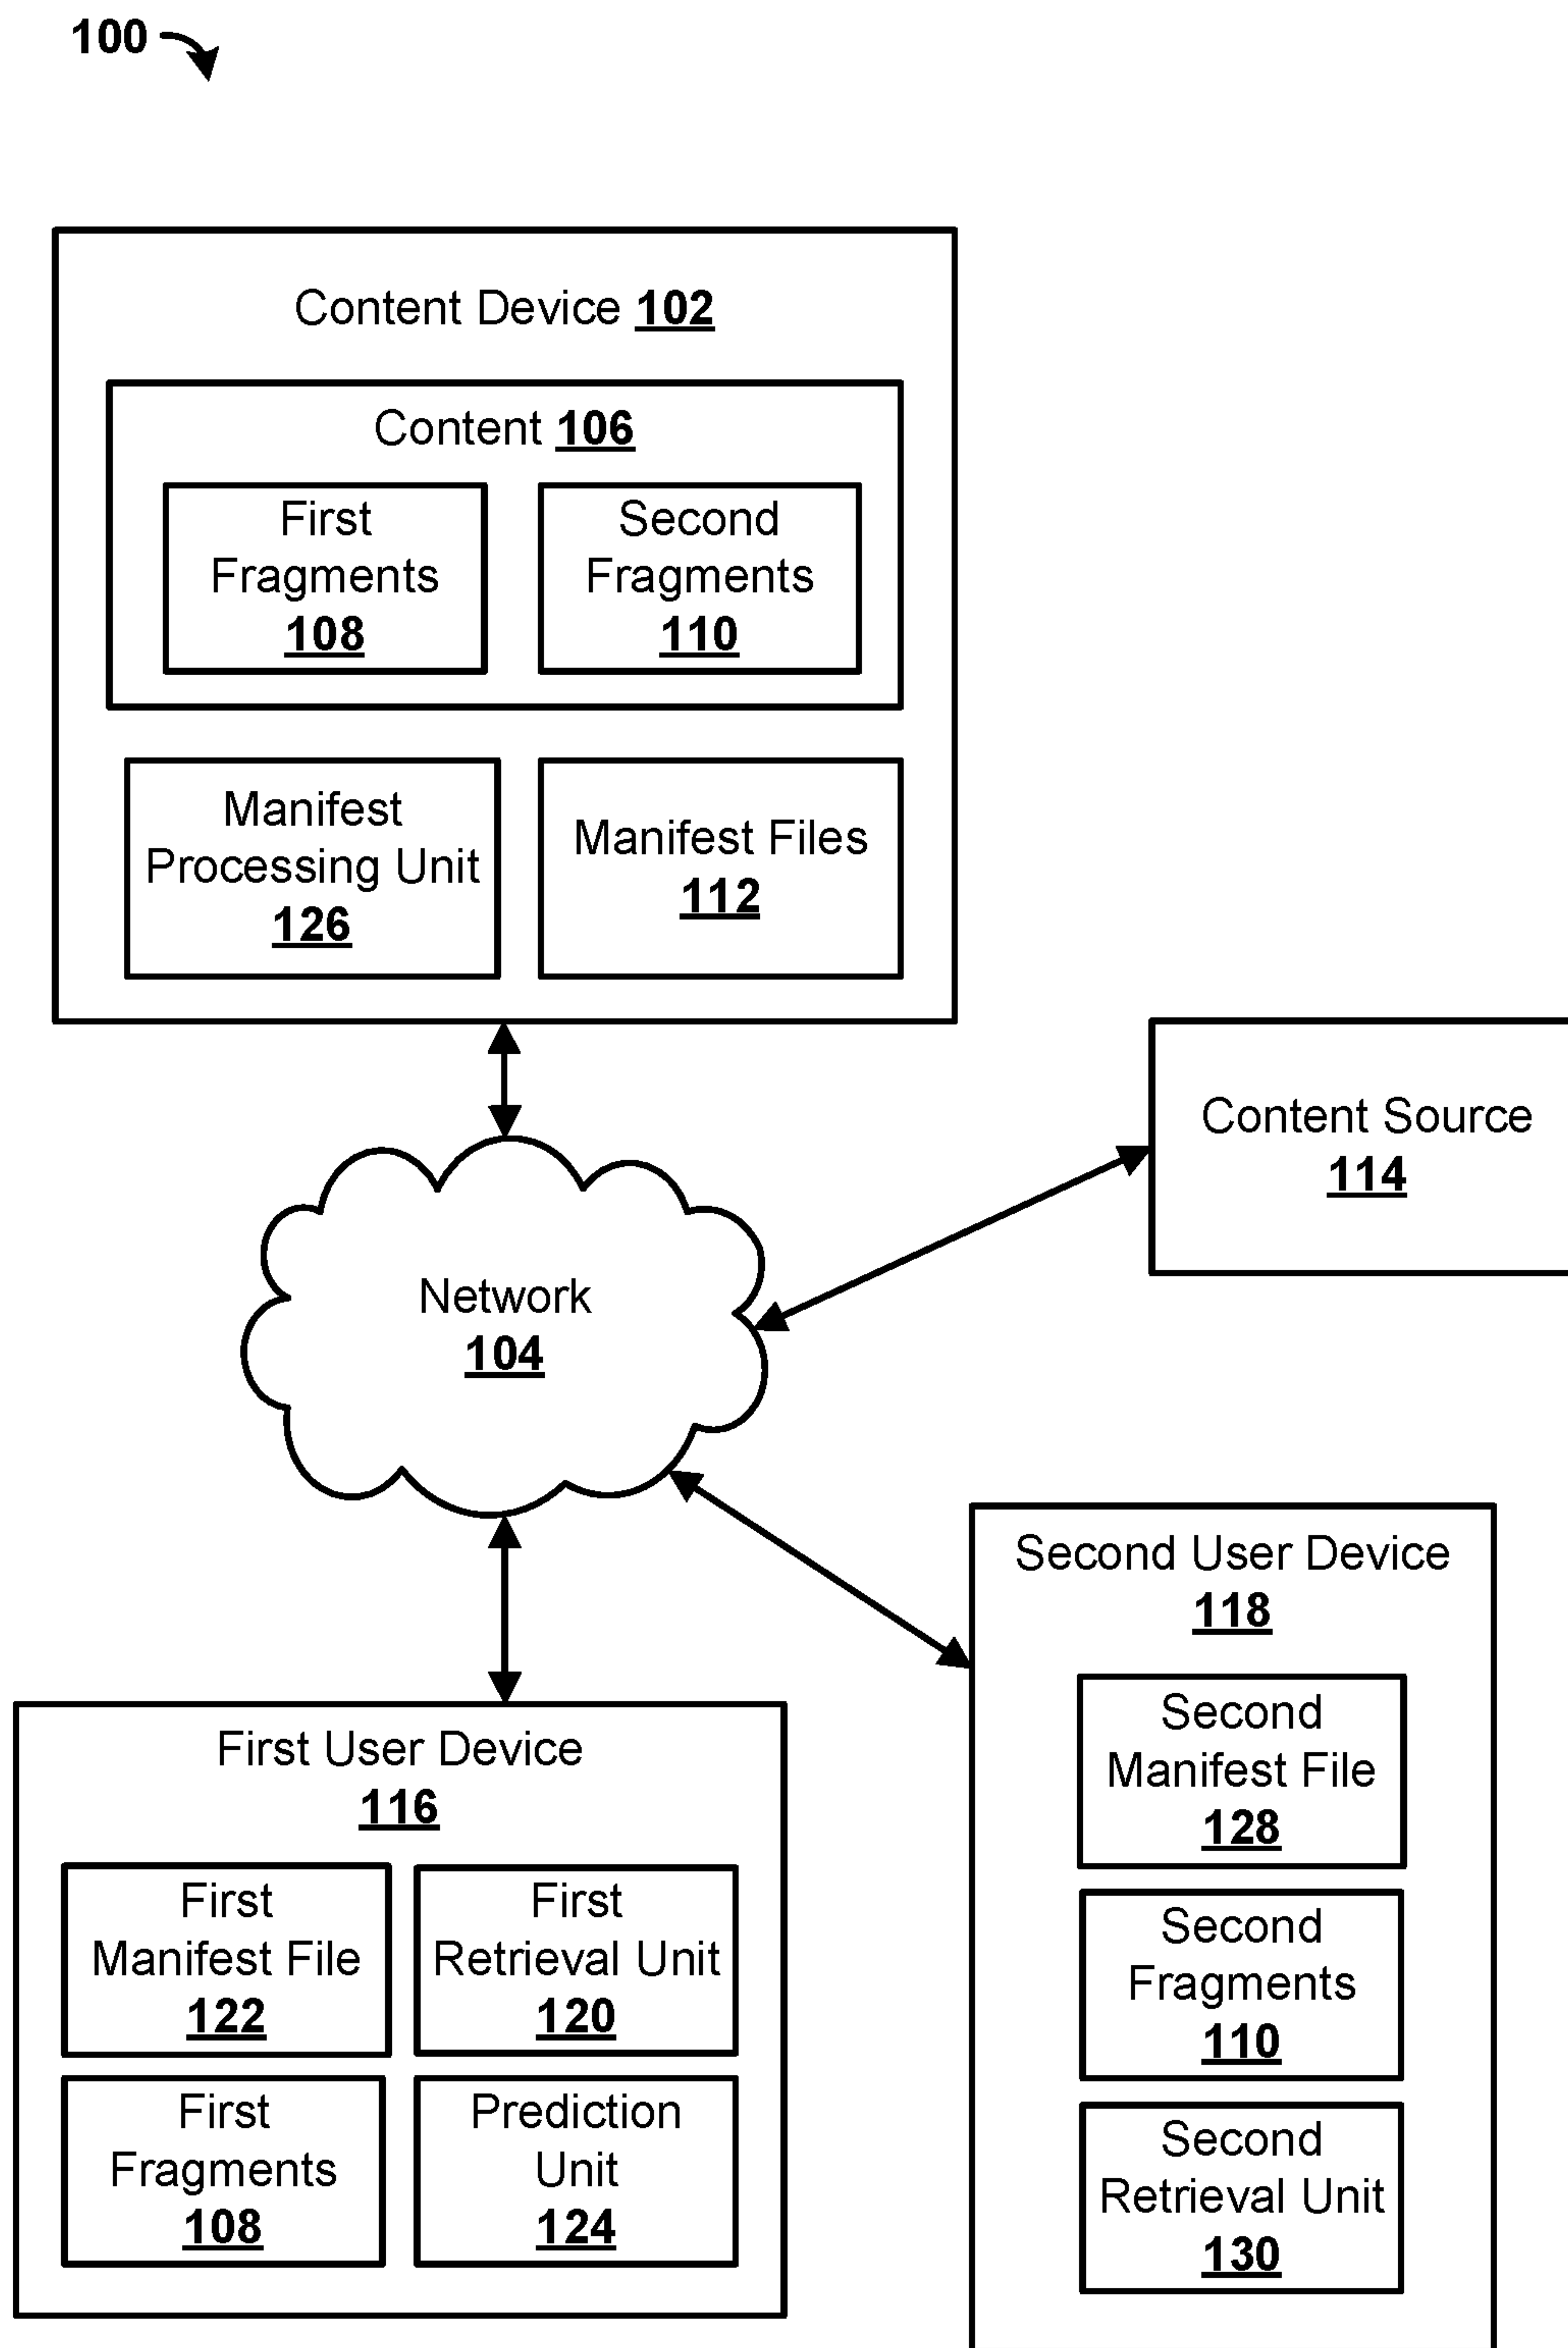 100
Content Device 102
Content 106
First
Fragments
108
Second
Fragments
110
Manifest
Processing Unit
126
Manifest Files
112
Content Source
114
Network
104
Second User Device
118
Second
Manifest File
128
Second
Fragments
110
Second
Retrieval Unit
130
First User Device
116
First
Manifest File
122
First
Retrieval Unit
120
First
Fragments
108
Prediction
Unit
124